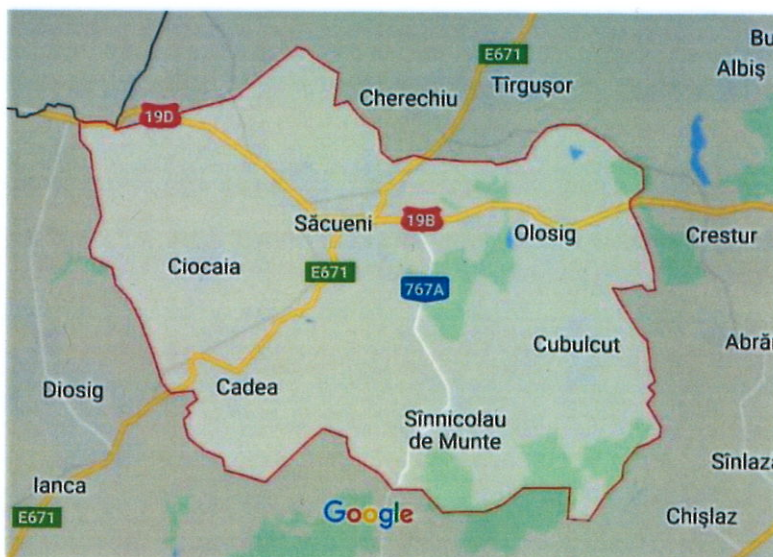 Bu
Albiş
E671
Tîrguşor
Cherechiu
19D
Săcueni
19B
Olosig
Crestur
Ciocaia
E671
767A
Cubulcut
Abră
Diosig
Cadea
Sînnicolau
de Munte
Sînlaza
Ianca
Google
E671
Chişlaz